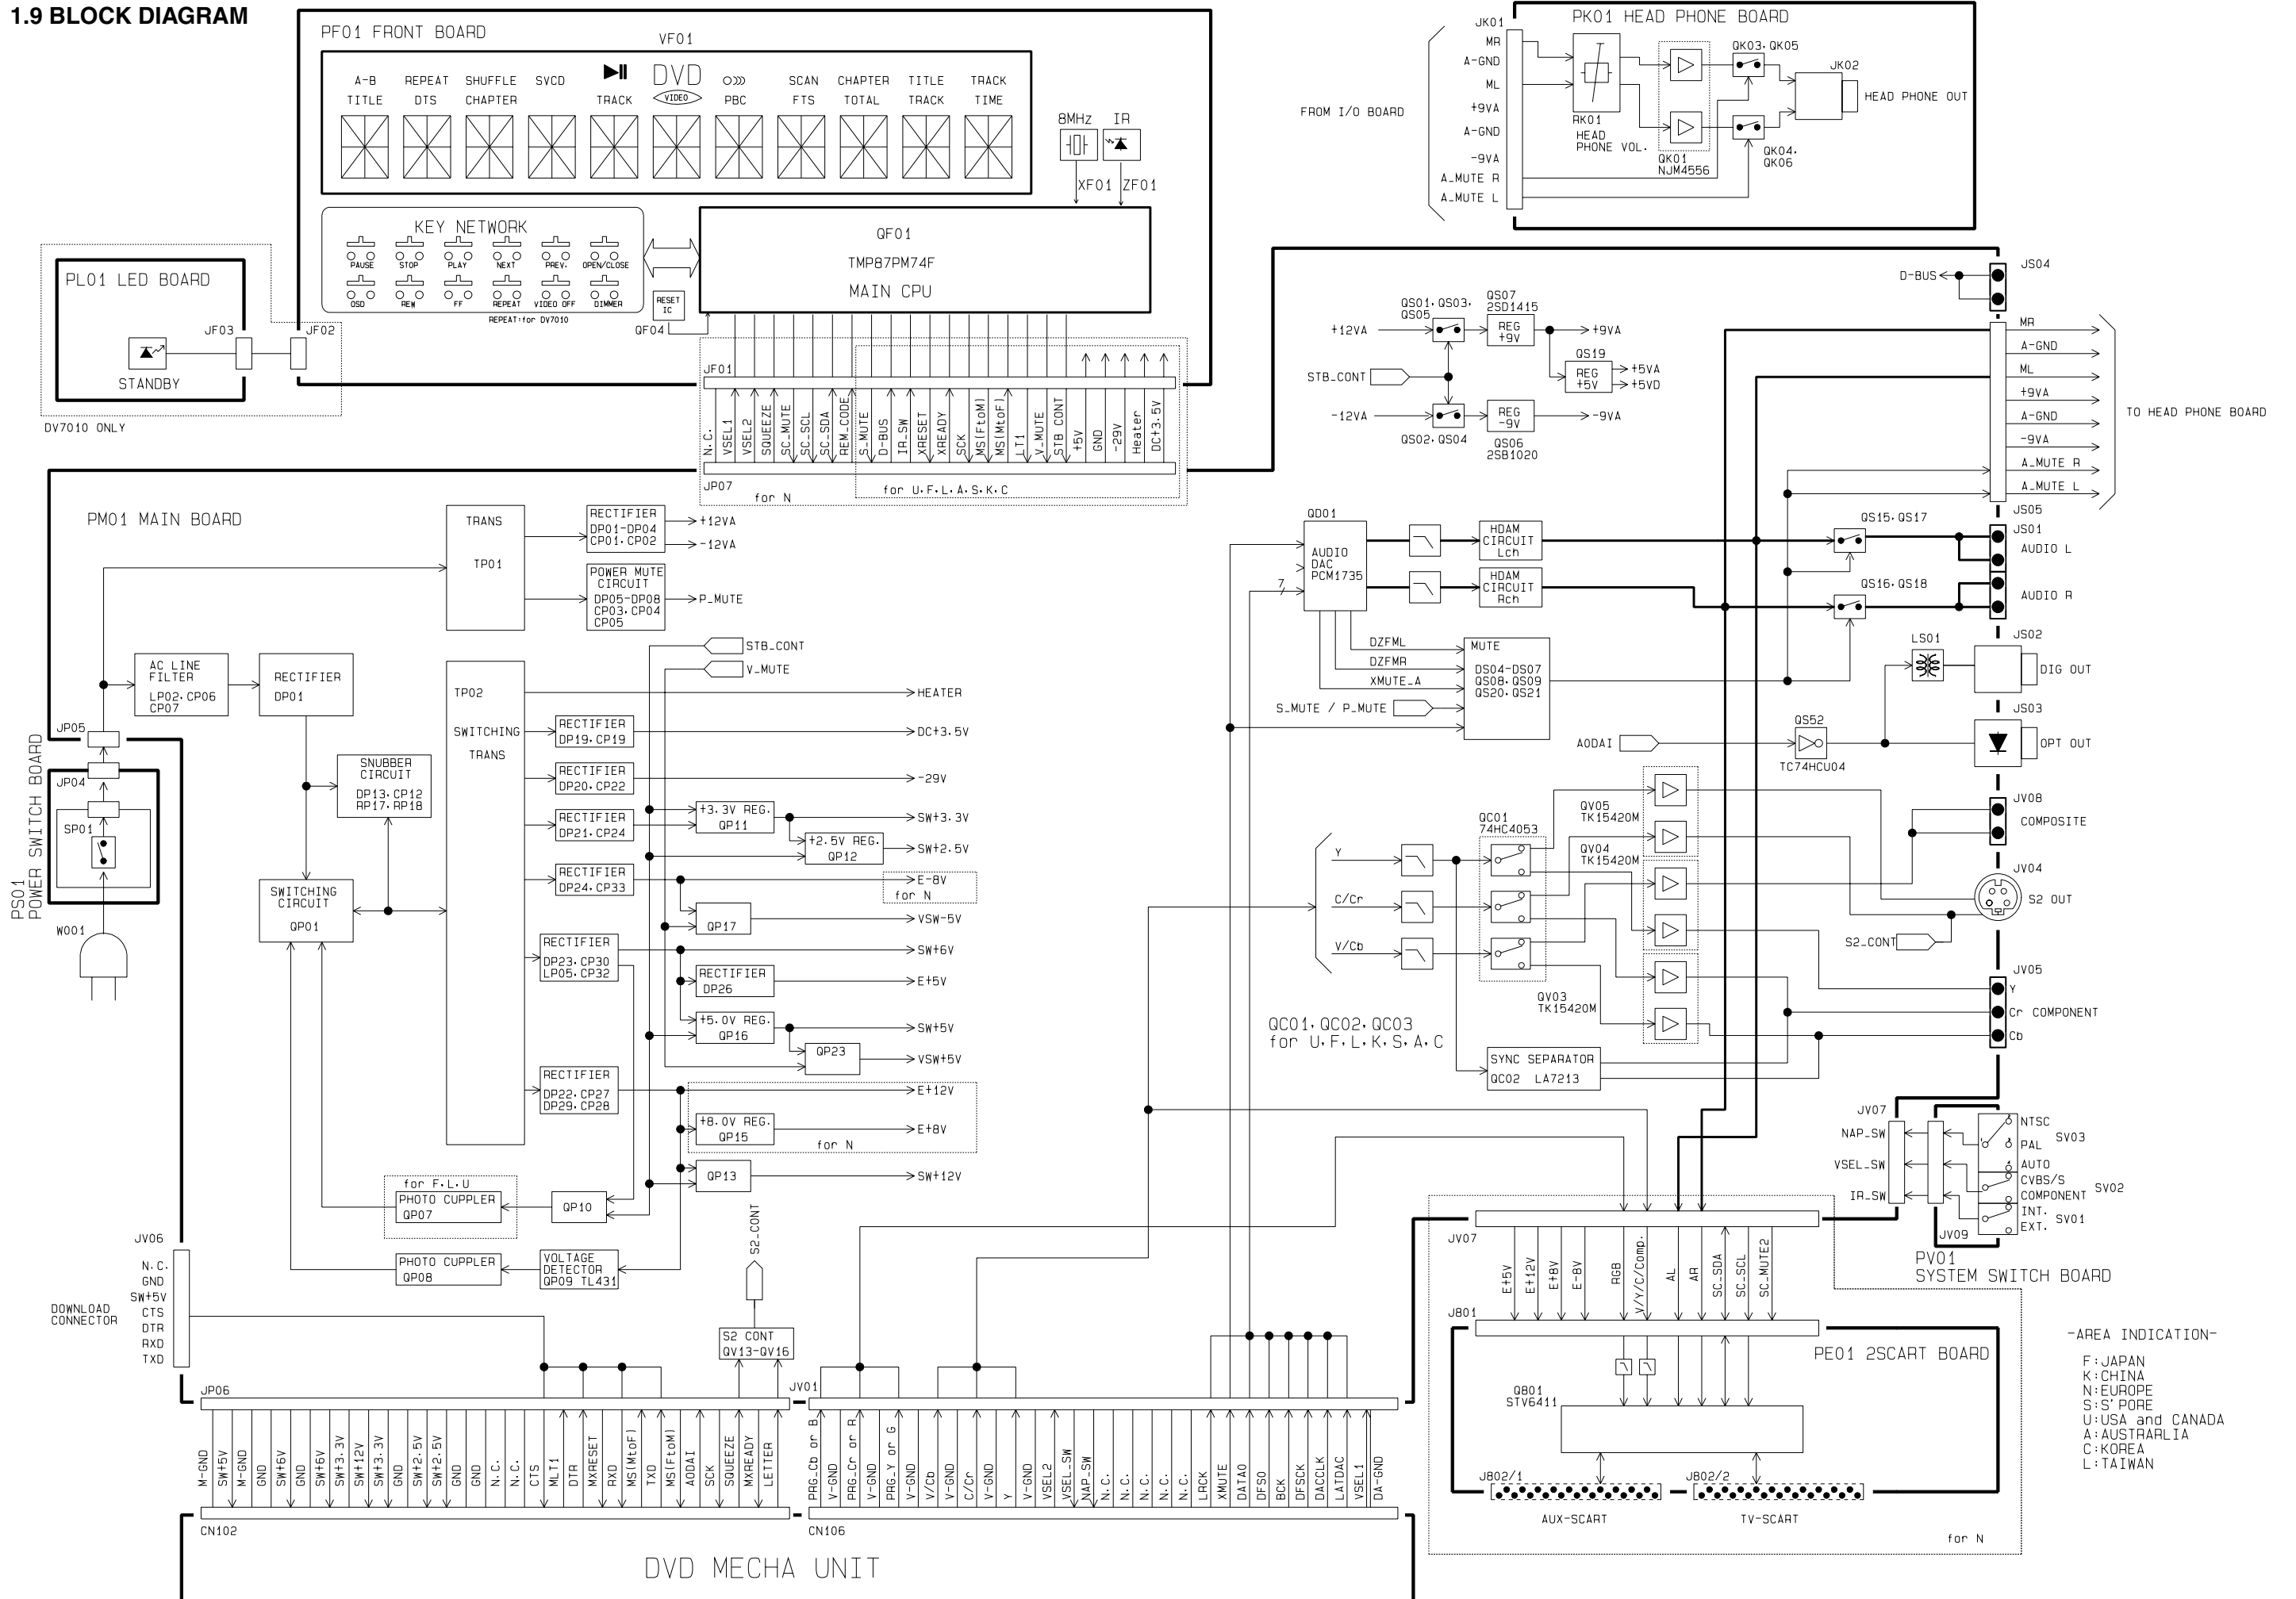 1.9 BLOCK DIAGRAM
PF01 FRONT BOARD
VF01
A-B REPEAT SHUFFLE SVCD DVD SCAN CHAPTER TITLE TRACK
TITLE DTS CHAPTER TRACK VIDEO PBC FTS TOTAL TRACK TIME
8MHz IR
XF01 ZF01
KEY NETWORK
PAUSE STOP PLAY NEXT PREV. OPEN/CLOSE
OSD REW FF REPEAT VIDEO OFF DIMMER
REPEAT:for DV7010
RESET
IC
QF04
QF01
TMP87PM74F
MAIN CPU
PL01 LED BOARD
JF03
JF02
STANDBY
DV7010 ONLY
JF01
N.C.
VSEL1
VSEL2
SQUEEZE
SC_MUTE
SC_SCL
SC_SDA
REM_CODE
S_MUTE
D-BUS
IR_SW
XRESET
XREADY
SCK
MS(FtoM)
MS(MtoF)
LT1
V_MUTE
STB CONT
+5V
GND
-29V
Heater
DC+3.5V
JP07
for N
for U.F.L.A.S.K.C
PK01 HEAD PHONE BOARD
JK01
FROM I/O BOARD
MR
A-GND
ML
+9VA
A-GND
-9VA
A_MUTE R
A_MUTE L
RK01
HEAD
PHONE VOL.
QK01
NJM4556
QK03.QK05
QK04.
QK06
JK02
HEAD PHONE OUT
JS04
D-BUS
MR
A-GND
ML
+9VA
A-GND
-9VA
A_MUTE R
A_MUTE L
TO HEAD PHONE BOARD
JS05
QS01.QS03.
QS05
QS07
2SD1415
+12VA
REG
+9V
+9VA
QS19
REG
+5V
+5VA
+5VD
STB_CONT
-12VA
REG
-9V
-9VA
QS02.QS04
QS06
2SB1020
PM01 MAIN BOARD
TRANS
TP01
RECTIFIER
DP01-DP04
CP01.CP02
+12VA
-12VA
POWER MUTE
CIRCUIT
DP05-DP08
CP03.CP04
CP05
P_MUTE
STB_CONT
V_MUTE
AC LINE
FILTER
LP02.CP06
CP07
RECTIFIER
DP01
SNUBBER
CIRCUIT
DP13.CP12
RP17.RP18
SWITCHING
CIRCUIT
QP01
JP05
JP04
SP01
PS01
POWER SWITCH BOARD
W001
TP02
SWITCHING
TRANS
HEATER
RECTIFIER
DP19.CP19
DC+3.5V
RECTIFIER
DP20.CP22
-29V
RECTIFIER
DP21.CP24
+3.3V REG.
QP11
SW+3.3V
+2.5V REG.
QP12
SW+2.5V
RECTIFIER
DP24.CP33
E-8V
for N
QP17
VSW-5V
RECTIFIER
DP23.CP30
LP05.CP32
SW+6V
RECTIFIER
DP26
E+5V
+5.0V REG.
QP16
SW+5V
QP23
VSW+5V
RECTIFIER
DP22.CP27
DP29.CP28
E+12V
+8.0V REG.
QP15
E+8V
for N
QP13
SW+12V
for F.L.U
PHOTO CUPPLER
QP07
QP10
PHOTO CUPPLER
QP08
VOLTAGE
DETECTOR
QP09 TL431
S2_CONT
S2 CONT
QV13-QV16
QD01
AUDIO
DAC
PCM1735
7
HDAM
CIRCUIT
Lch
HDAM
CIRCUIT
Rch
DZFML
DZFMR
XMUTE_A
S_MUTE / P_MUTE
MUTE
DS04-DS07
QS08.QS09
QS20.QS21
QS15.QS17
QS16.QS18
JS01
AUDIO L
AUDIO R
LS01
JS02
DIG OUT
JS03
OPT OUT
AODAI
QS52
TC74HCU04
Y
C/Cr
V/Cb
QC01
74HC4053
QV05
TK15420M
QV04
TK15420M
QV03
TK15420M
QC01.QC02.QC03
for U.F.L.K.S.A.C
SYNC SEPARATOR
QC02 LA7213
JV08
COMPOSITE
JV04
S2 OUT
S2_CONT
JV05
Y
Cr COMPONENT
Cb
JV07
NAP_SW
VSEL_SW
IR_SW
JV09
NTSC
PAL
SV03
AUTO
CVBS/S
COMPONENT
SV02
INT.
EXT.
SV01
PV01
SYSTEM SWITCH BOARD
JV07
E+5V
E+12V
E+8V
E-8V
RGB
V/Y/C/Comp.
AL
AR
SC_SDA
SC_SCL
SC_MUTE2
J801
PE01 2SCART BOARD
Q801
STV6411
J802/1
J802/2
AUX-SCART
TV-SCART
for N
-AREA INDICATION-
F:JAPAN
K:CHINA
N:EUROPE
S:S'PORE
U:USA and CANADA
A:AUSTRARLIA
C:KOREA
L:TAIWAN
JV06
DOWNLOAD
CONNECTOR
N.C.
GND
SW+5V
CTS
DTR
RXD
TXD
JP06
M-GND
SW+5V
M-GND
GND
SW+6V
GND
SW+6V
SW+3.3V
SW+12V
SW+3.3V
GND
SW+2.5V
SW+2.5V
GND
GND
N.C.
N.C.
CTS
MLT1
DTR
MXRESET
RXD
MS(MtoF)
TXD
MS(FtoM)
AODAI
SCK
SQUEEZE
MXREADY
LETTER
CN102
JV01
PRG_Cb or B
V-GND
PRG_Cr or R
V-GND
PRG_Y or G
V-GND
V/Cb
V-GND
C/Cr
V-GND
Y
V-GND
VSEL2
VSEL_SW
NAP_SW
N.C.
N.C.
N.C.
N.C.
N.C.
LRCK
XMUTE
DATA0
DFSO
BCK
DFSCK
DACCLK
LATDAC
VSEL1
DA-GND
CN106
DVD MECHA UNIT